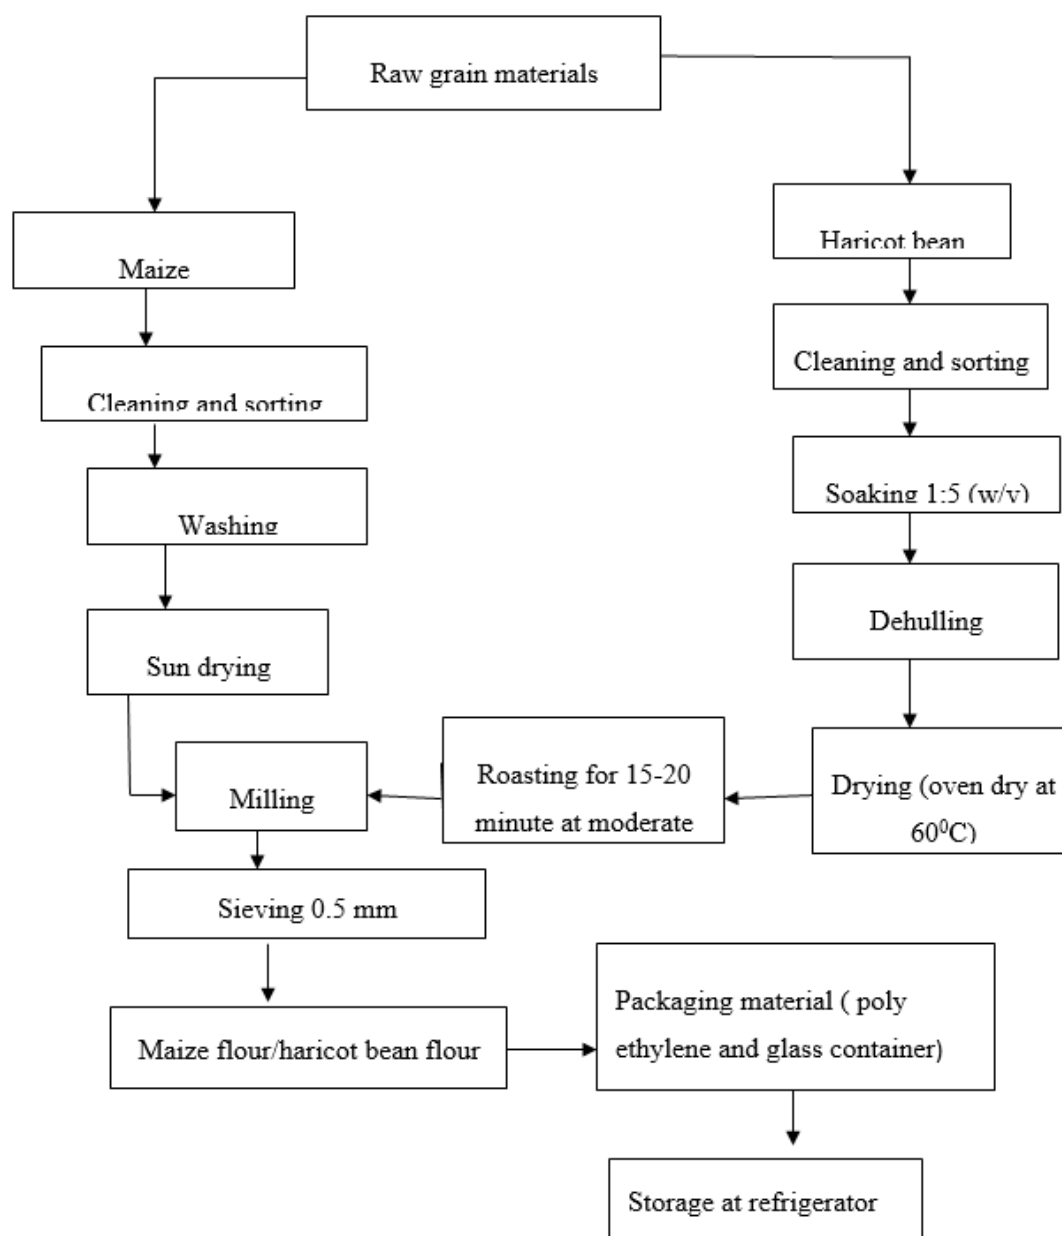 Raw grain materials
Maize
Haricot bean
Cleaning and sorting
Cleaning and sorting
Washing
Soaking 1:5 (w/v)
Sun drying
Dehulling
Milling
Roasting for 15-20
minute at moderate
Drying (oven dry at
60⁰C)
Sieving 0.5 mm
Maize flour/haricot bean flour
Packaging material ( poly
ethylene and glass container)
Storage at refrigerator